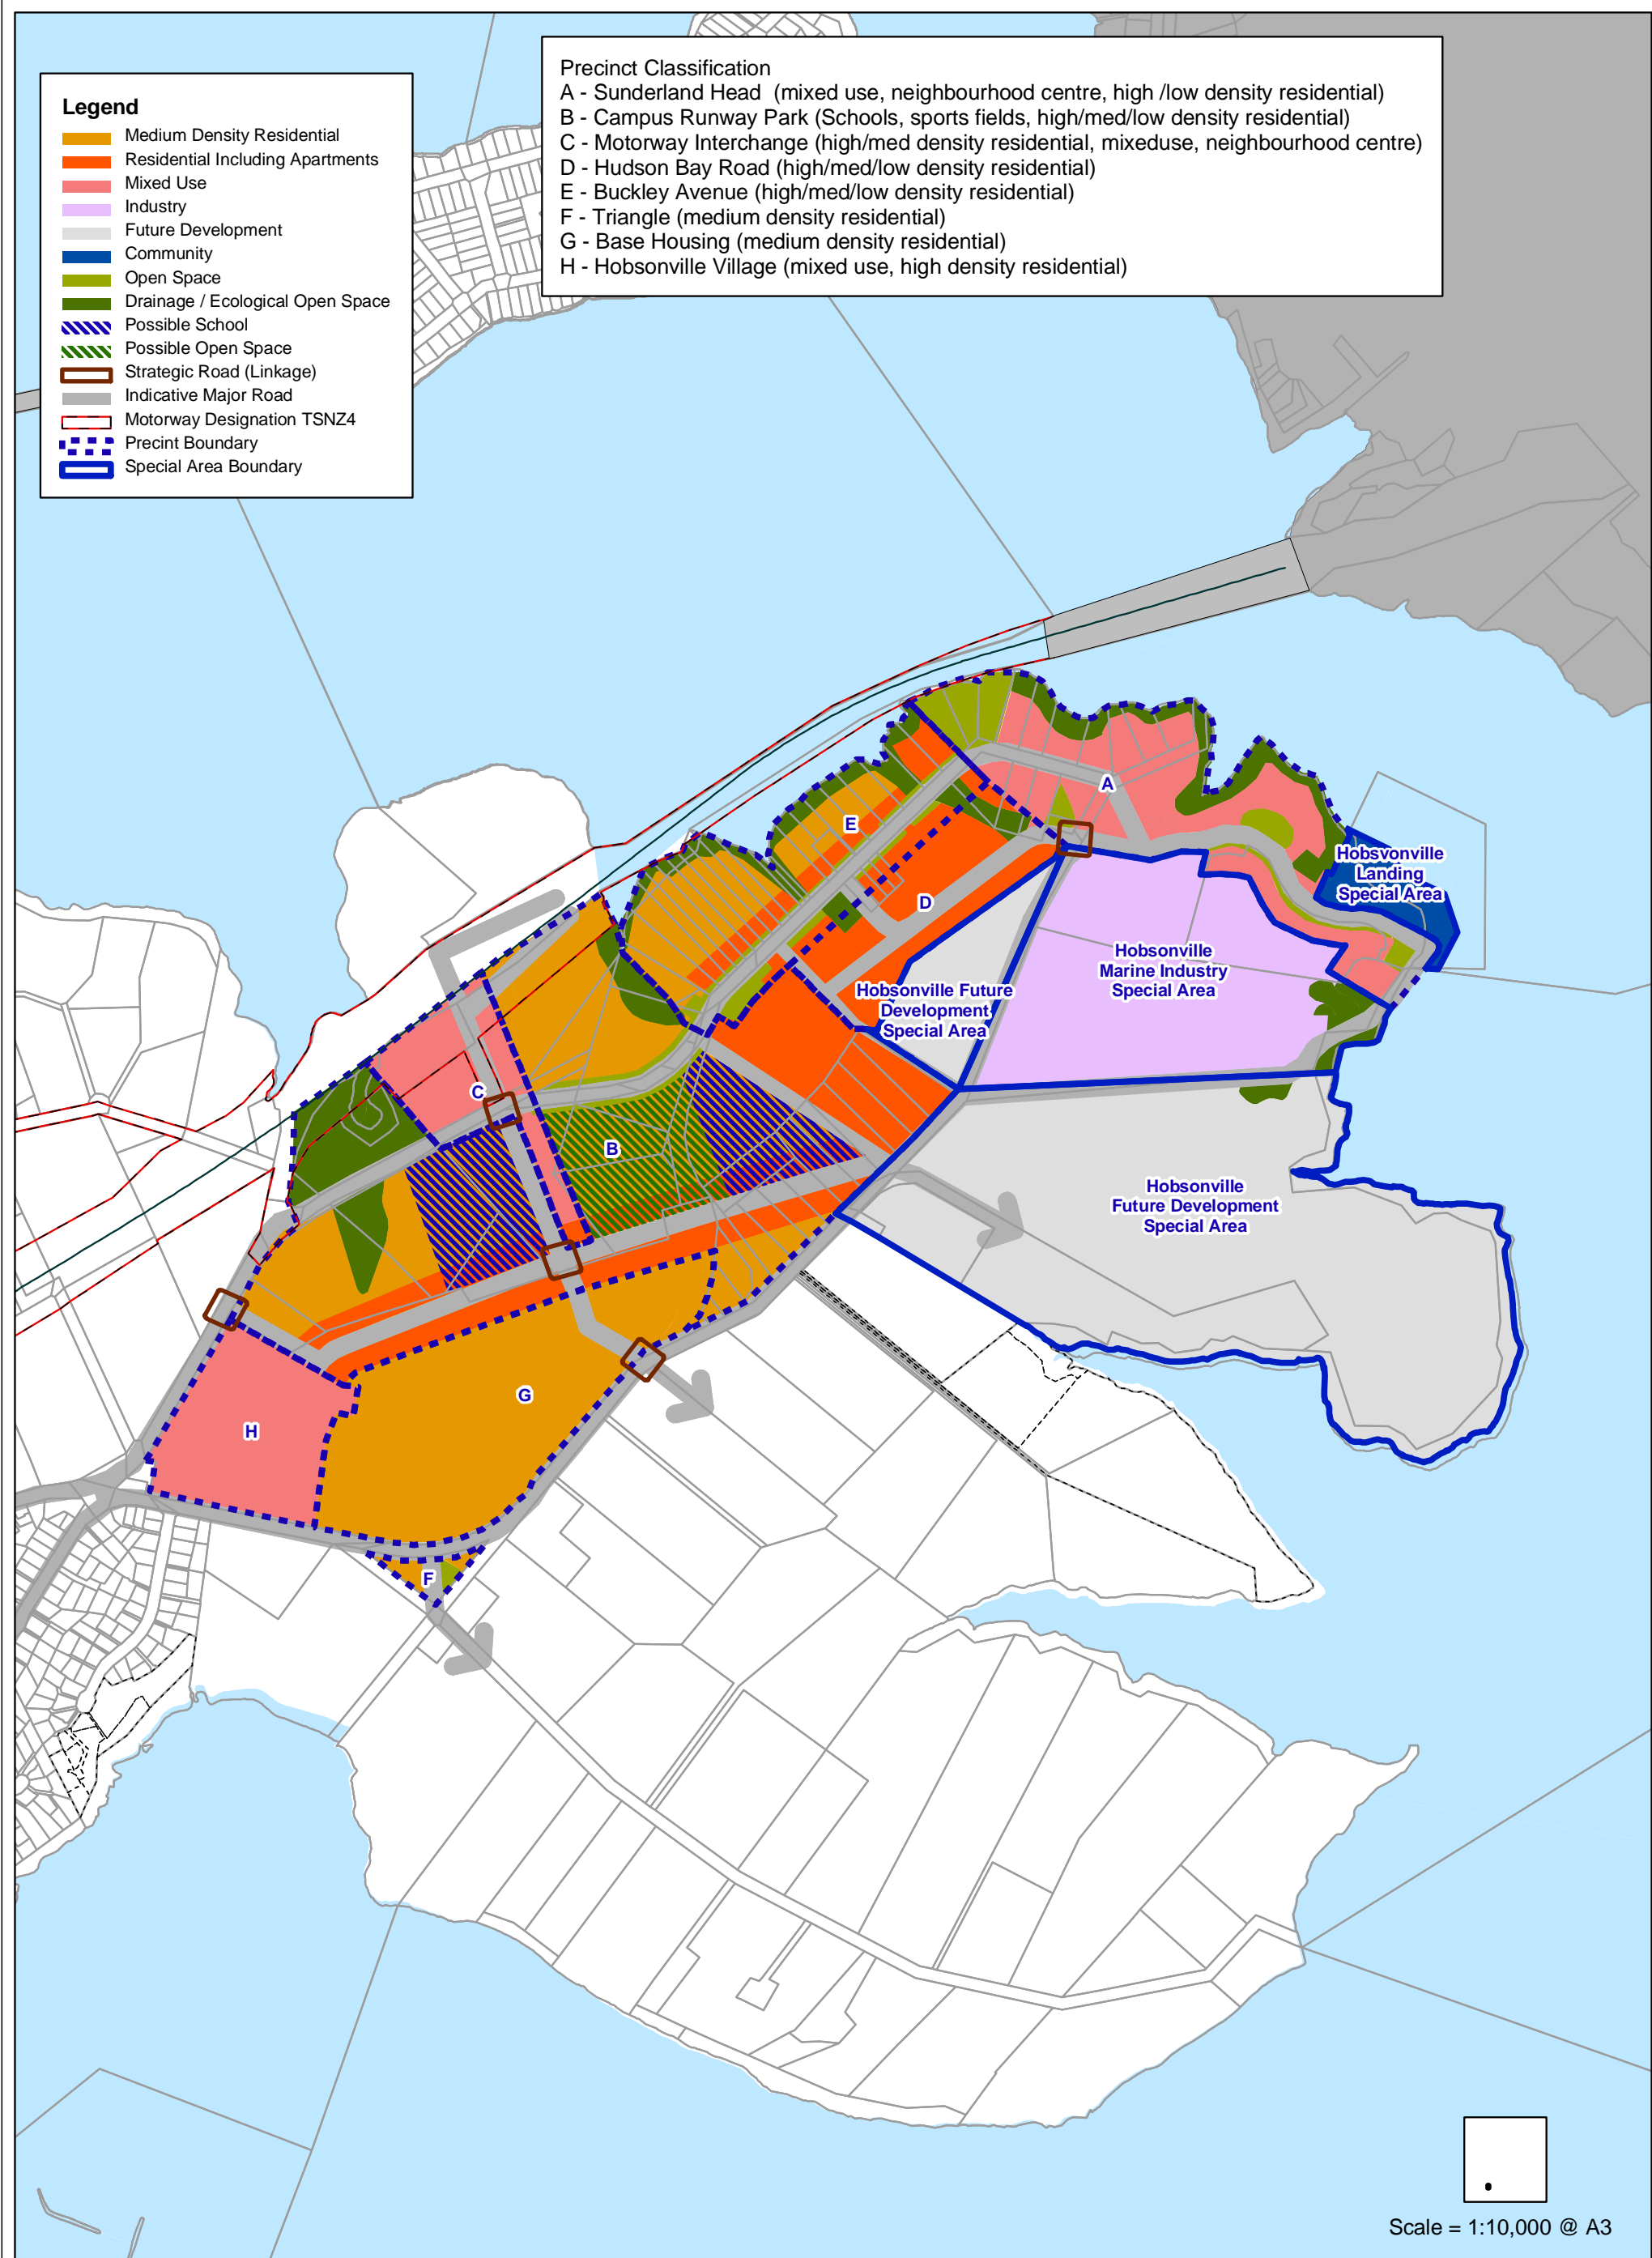 Legend
Medium Density Residential
Residential Including Apartments
Mixed Use
Industry
Future Development
Community
Open Space
Drainage / Ecological Open Space
Possible School
Possible Open Space
Strategic Road (Linkage)
Indicative Major Road
Motorway Designation TSNZ4
Precint Boundary
Special Area Boundary
Precinct Classification
A - Sunderland Head (mixed use, neighbourhood centre, high /low density residential)
B - Campus Runway Park (Schools, sports fields, high/med/low density residential)
C - Motorway Interchange (high/med density residential, mixeduse, neighbourhood centre)
D - Hudson Bay Road (high/med/low density residential)
E - Buckley Avenue (high/med/low density residential)
F - Triangle (medium density residential)
G - Base Housing (medium density residential)
H - Hobsonville Village (mixed use, high density residential)
A
E
Hobsvonville
Landing
Special Area
D
Hobsonville
Marine Industry
Special Area
Hobsonville Future
Development
Special Area
C
B
Hobsonville
Future Development
Special Area
G
H
F
Scale = 1:10,000 @ A3